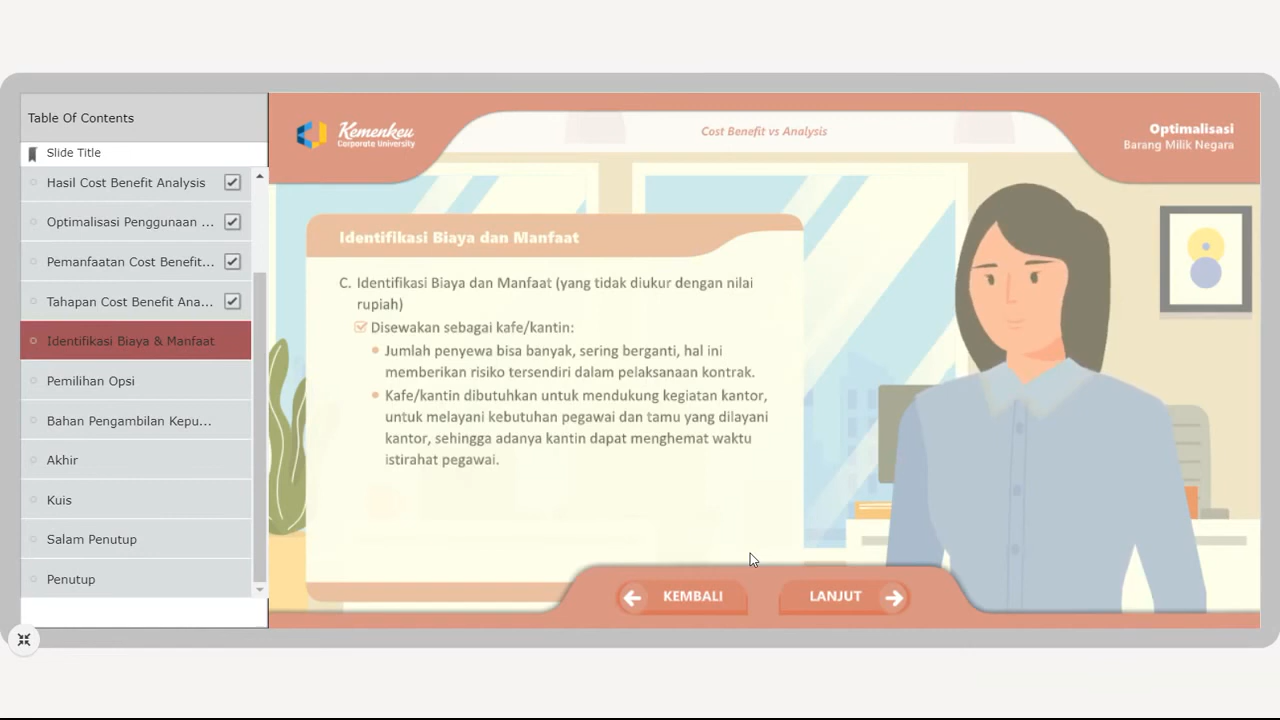 Table Of Contents
Slide Title
Hasil Cost Benefit Analysis
Optimalisasi Penggunaan ...
Pemanfaatan Cost Benefit...
Tahapan Cost Benefit Ana...
Identifikasi Biaya & Manfaat
Pemilihan Opsi
Bahan Pengambilan Kepu...
Akhir
Kuis
Salam Penutup
Penutup
Kemenkeu
Corporate University
Cost Benefit vs Analysis
Optimalisasi
Barang Milik Negara
Identifikasi Biaya dan Manfaat
C. Identifikasi Biaya dan Manfaat (yang tidak diukur dengan nilai
rupiah)
Disewakan sebagai kafe/kantin:
Jumlah penyewa bisa banyak, sering berganti, hal ini
memberikan risiko tersendiri dalam pelaksanaan kontrak.
Kafe/kantin dibutuhkan untuk mendukung kegiatan kantor,
untuk melayani kebutuhan pegawai dan tamu yang dilayani
kantor, sehingga adanya kantin dapat menghemat waktu
istirahat pegawai.
KEMBALI
LANJUT